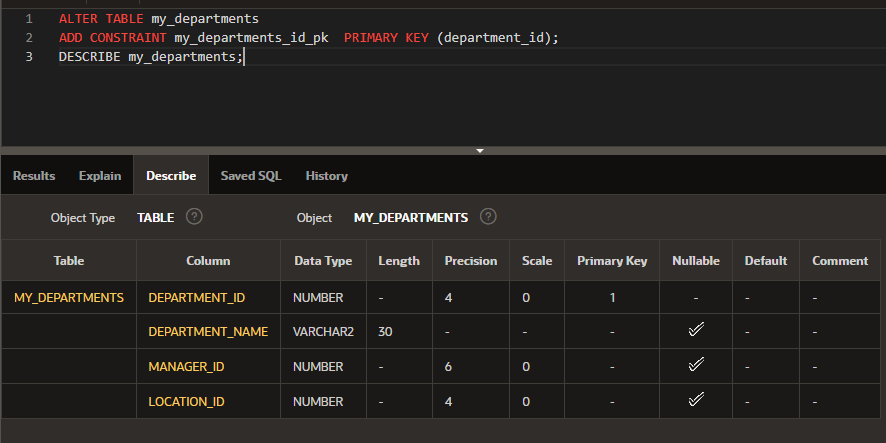 1 ALTER TABLE my_departments
2 ADD CONSTRAINT my_departments_id_pk  PRIMARY KEY (department_id);
3 DESCRIBE my_departments;
Results Explain Describe Saved SQL History
Object Type TABLE ? Object MY_DEPARTMENTS ?
Table Column Data Type Length Precision Scale Primary Key Nullable Default Comment
MY_DEPARTMENTS DEPARTMENT_ID NUMBER - 4 0 1 - - -
DEPARTMENT_NAME VARCHAR2 30 - - - - -
MANAGER_ID NUMBER - 6 0 - - -
LOCATION_ID NUMBER - 4 0 - - -